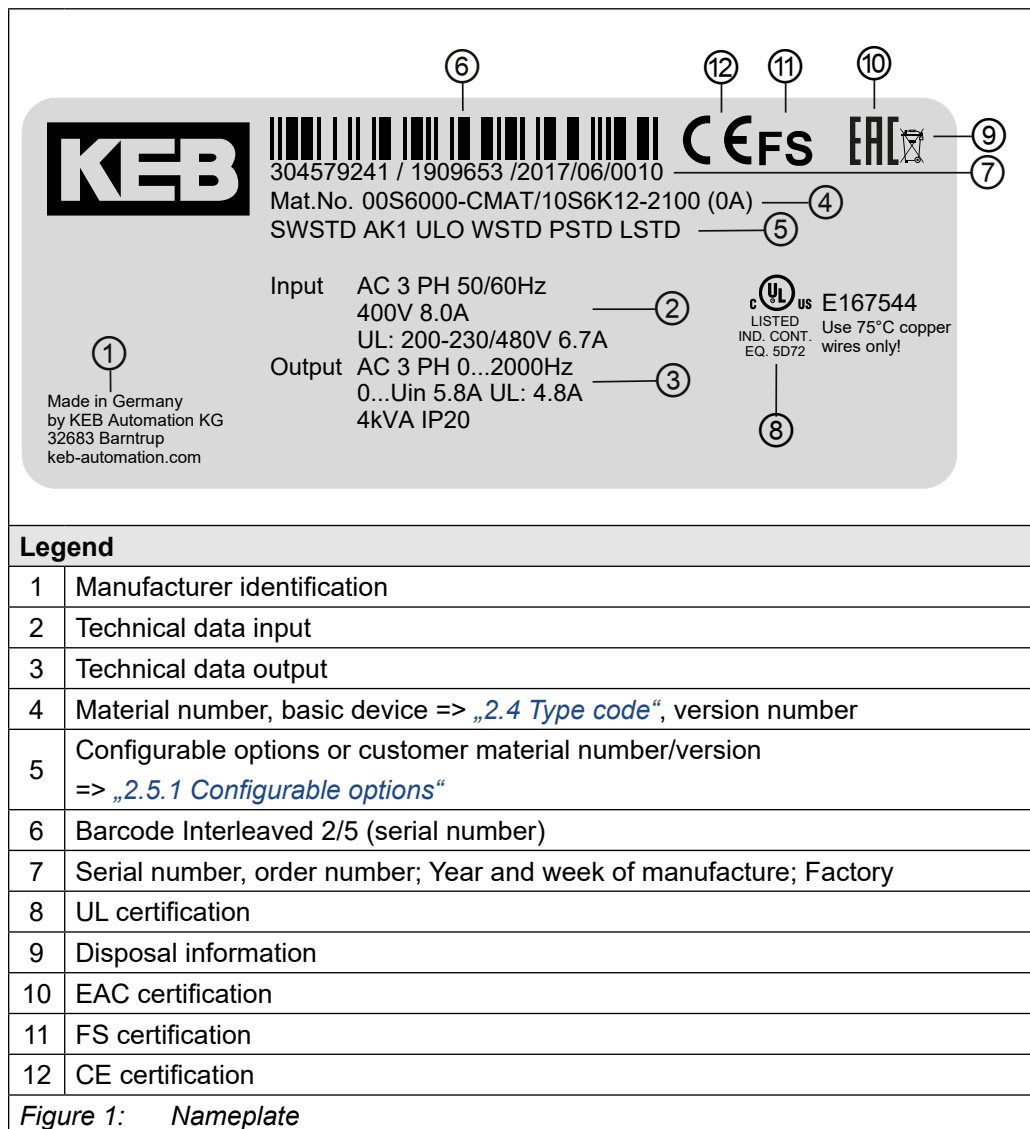 ⑥ ⑫ ⑪ ⑩
KEB
CE FS EAC
⑨
304579241 / 1909653 /2017/06/0010 ⑦
Mat.No. 00S6000-CMAT/10S6K12-2100 (0A) ④
SWSTD AK1 ULO WSTD PSTD LSTD ⑤
Input AC 3 PH 50/60Hz
400V 8.0A ②
UL: 200-230/480V 6.7A
Output AC 3 PH 0...2000Hz
0...Uin 5.8A UL: 4.8A ③
4kVA IP20
c UL us E167544
LISTED
IND. CONT.
EQ. 5D72
Use 75°C copper
wires only!
⑧
①
Made in Germany
by KEB Automation KG
32683 Barntrup
keb-automation.com
Legend
1 Manufacturer identification
2 Technical data input
3 Technical data output
4 Material number, basic device => „2.4 Type code“, version number
5 Configurable options or customer material number/version
=> „2.5.1 Configurable options“
6 Barcode Interleaved 2/5 (serial number)
7 Serial number, order number; Year and week of manufacture; Factory
8 UL certification
9 Disposal information
10 EAC certification
11 FS certification
12 CE certification
Figure 1: Nameplate